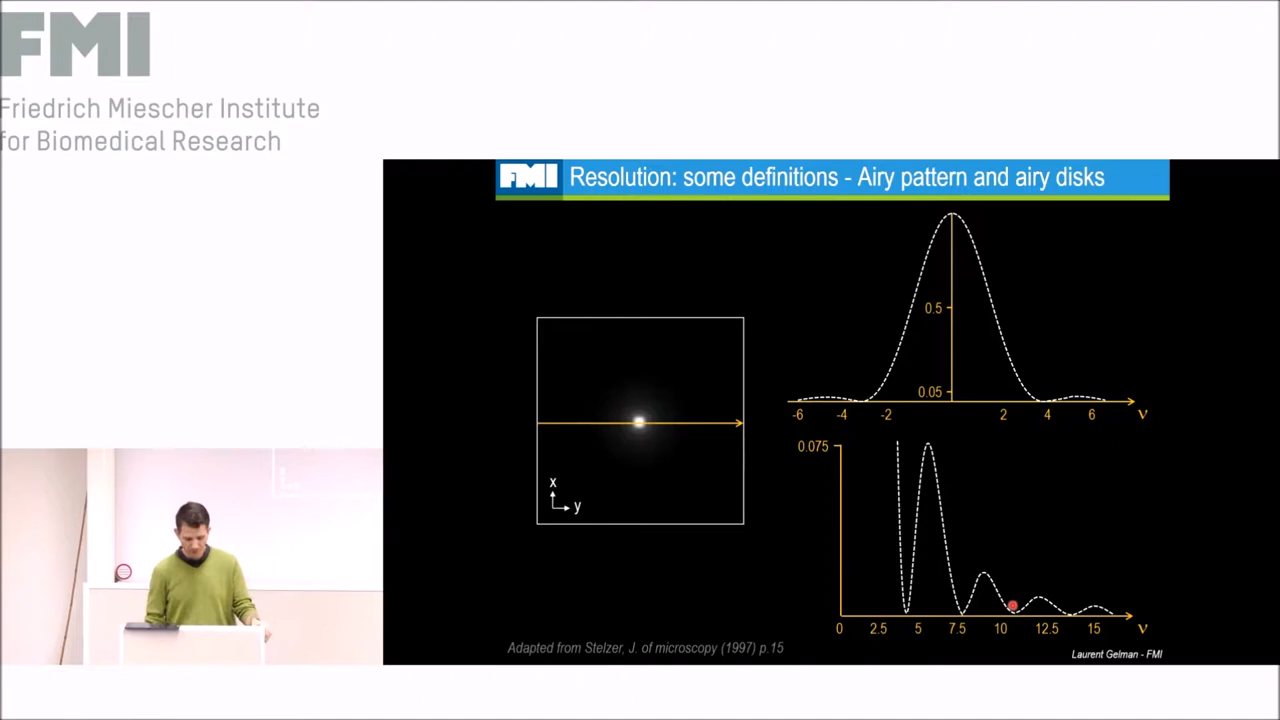 FMI
Friedrich Miescher Institute
for Biomedical Research
FMI Resolution: some definitions - Airy pattern and airy disks
0.5
0.05
-6 -4 -2 2 4 6 ν
x
y
0.075
0 2.5 5 7.5 10 12.5 15 ν
Adapted from Stelzer, J. of microscopy (1997) p.15
Laurent Gelman - FMI